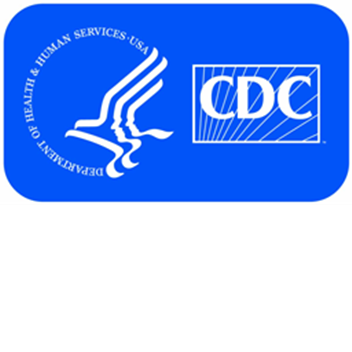 DEPARTMENT OF HEALTH & HUMAN SERVICES · USA
CDC